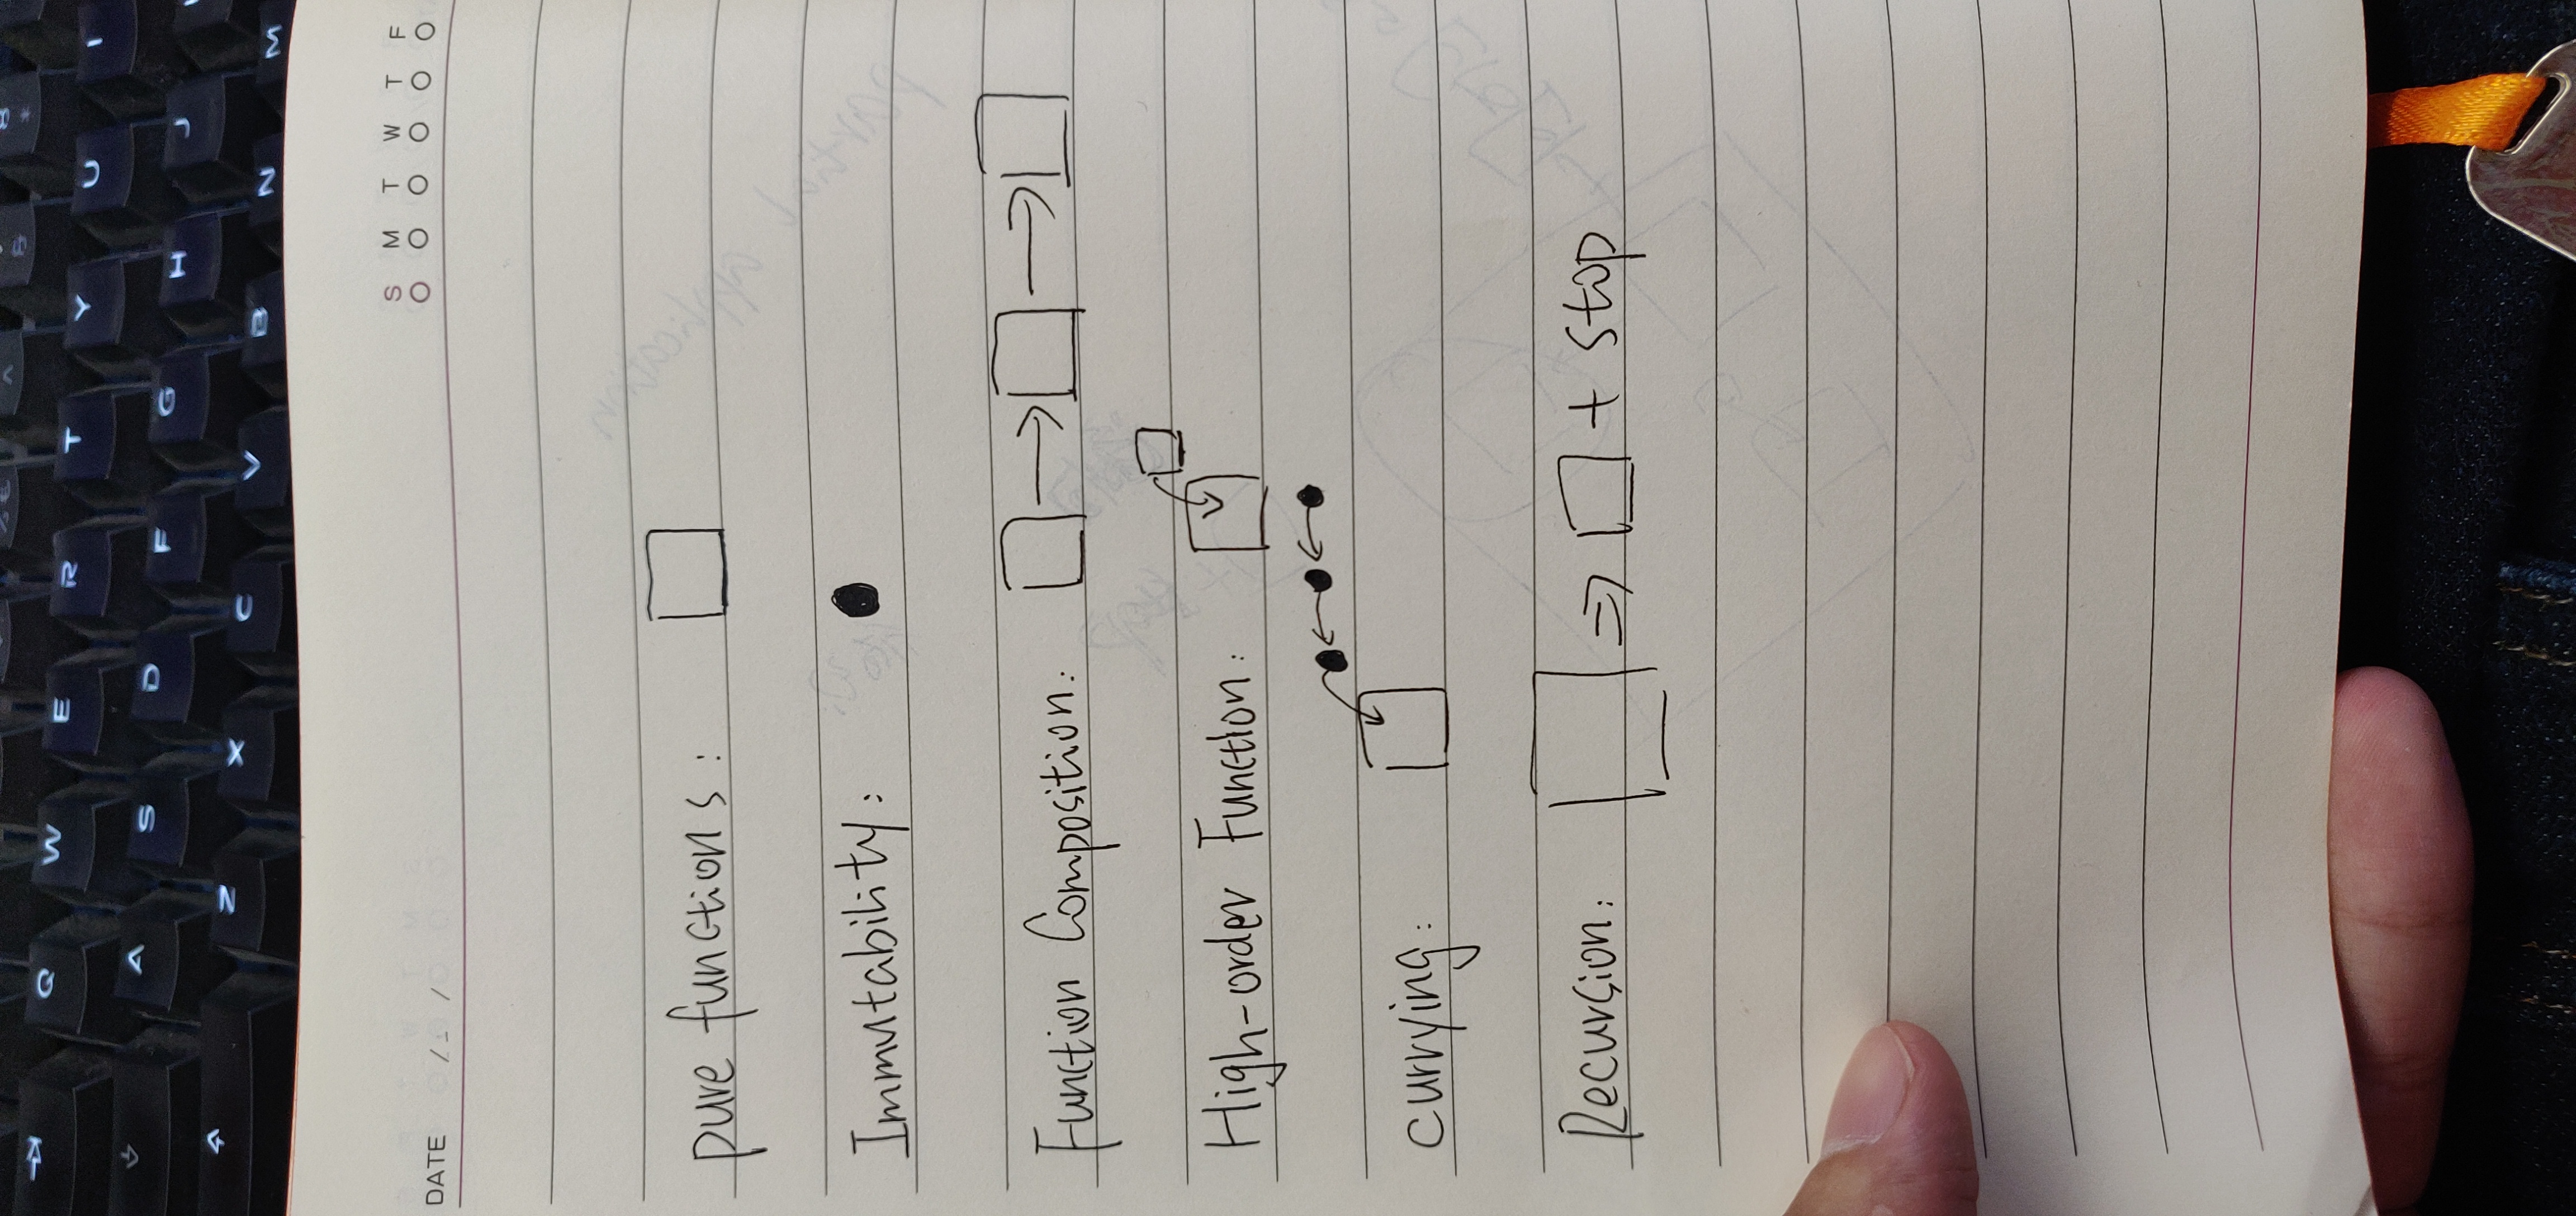 Q W E R T Y U I
A S D F G H J
Z X C V B N M
S M T W T F
DATE / /
pure functions:
Immutability:
Function Composition:
High-order Function:
currying:
Recursion: ⇒ + stop